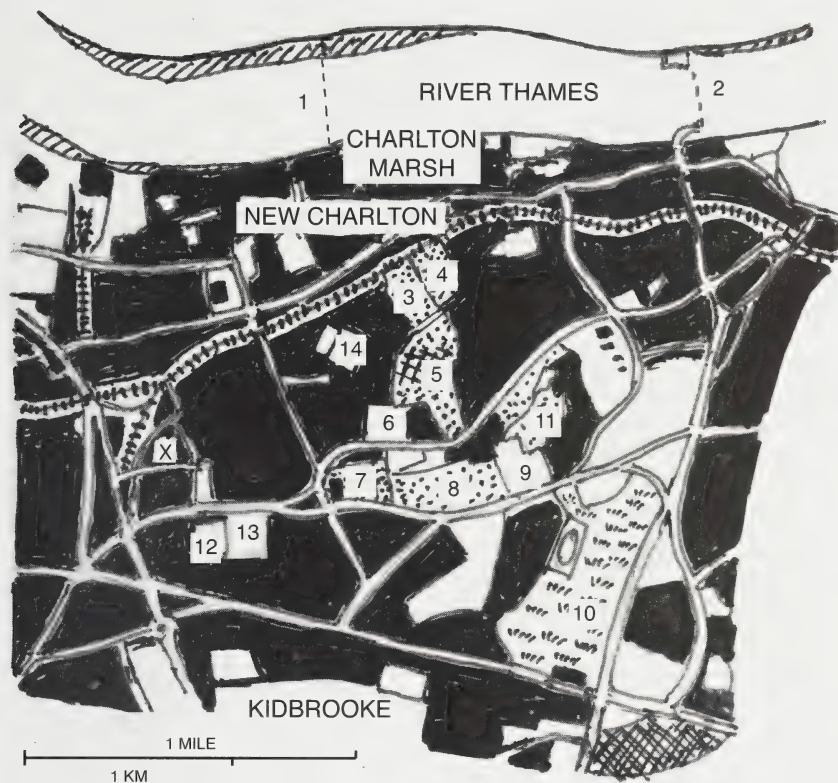 1
RIVER THAMES
2
CHARLTON
MARSH
NEW CHARLTON
4
3
14
5
6
11
X
7
8
9
13
12
10
KIDBROOKE
1 MILE
1 KM